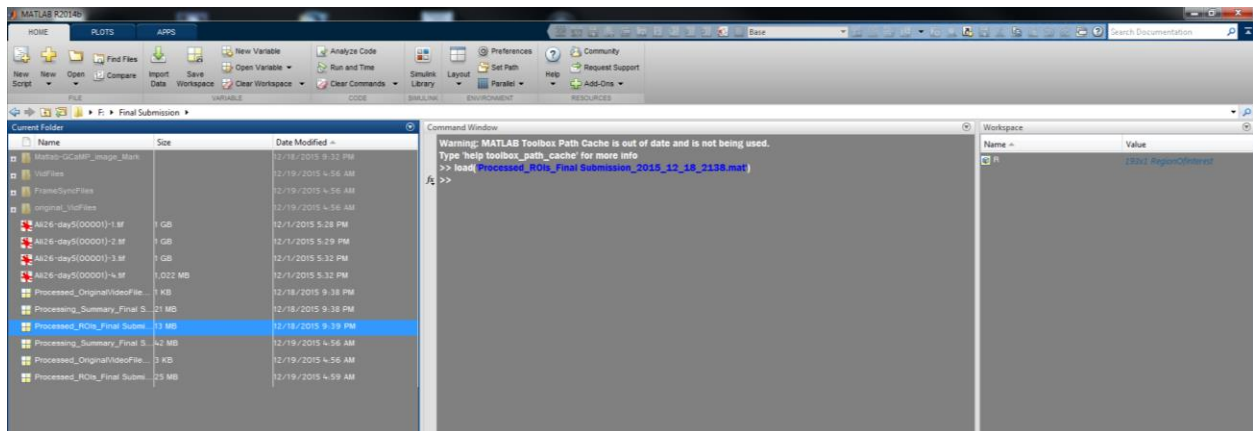 MATLAB R2014b
HOME PLOTS APPS
Base
Search Documentation
New Script
New
Open
Find Files
Compare
Import Data
Save Workspace
New Variable
Open Variable
Clear Workspace
Analyze Code
Run and Time
Clear Commands
Simulink Library
Layout
Preferences
Set Path
Parallel
Help
Community
Request Support
Add-Ons
FILE VARIABLE CODE SIMULINK ENVIRONMENT RESOURCES
F: Final Submission
Current Folder
Name Size Date Modified
Matlab-GCaMP_Image_Mark 12/18/2015 9:32 PM
VidFiles 12/19/2015 4:56 AM
FrameSyncFiles 12/19/2015 4:56 AM
original_VidFiles 12/19/2015 4:56 AM
Ali26-day5(00001)-1.tif 1 GB 12/1/2015 5:28 PM
Ali26-day5(00001)-2.tif 1 GB 12/1/2015 5:29 PM
Ali26-day5(00001)-3.tif 1 GB 12/1/2015 5:32 PM
Ali26-day5(00001)-4.tif 1,022 MB 12/1/2015 5:32 PM
Processed_OriginalVideoFile... 1 KB 12/18/2015 9:38 PM
Processing_Summary_Final S... 21 MB 12/18/2015 9:38 PM
Processed_ROIs_Final Submi... 13 MB 12/18/2015 9:39 PM
Processing_Summary_Final S... 42 MB 12/19/2015 4:56 AM
Processed_OriginalVideoFile... 3 KB 12/19/2015 4:56 AM
Processed_ROIs_Final Submi... 25 MB 12/19/2015 4:59 AM
Command Window
Warning: MATLAB Toolbox Path Cache is out of date and is not being used.
Type 'help toolbox_path_cache' for more info
>> load('Processed_ROIs_Final Submission_2015_12_18_2138.mat')
fx >>
Workspace
Name Value
R RegionOfInterest